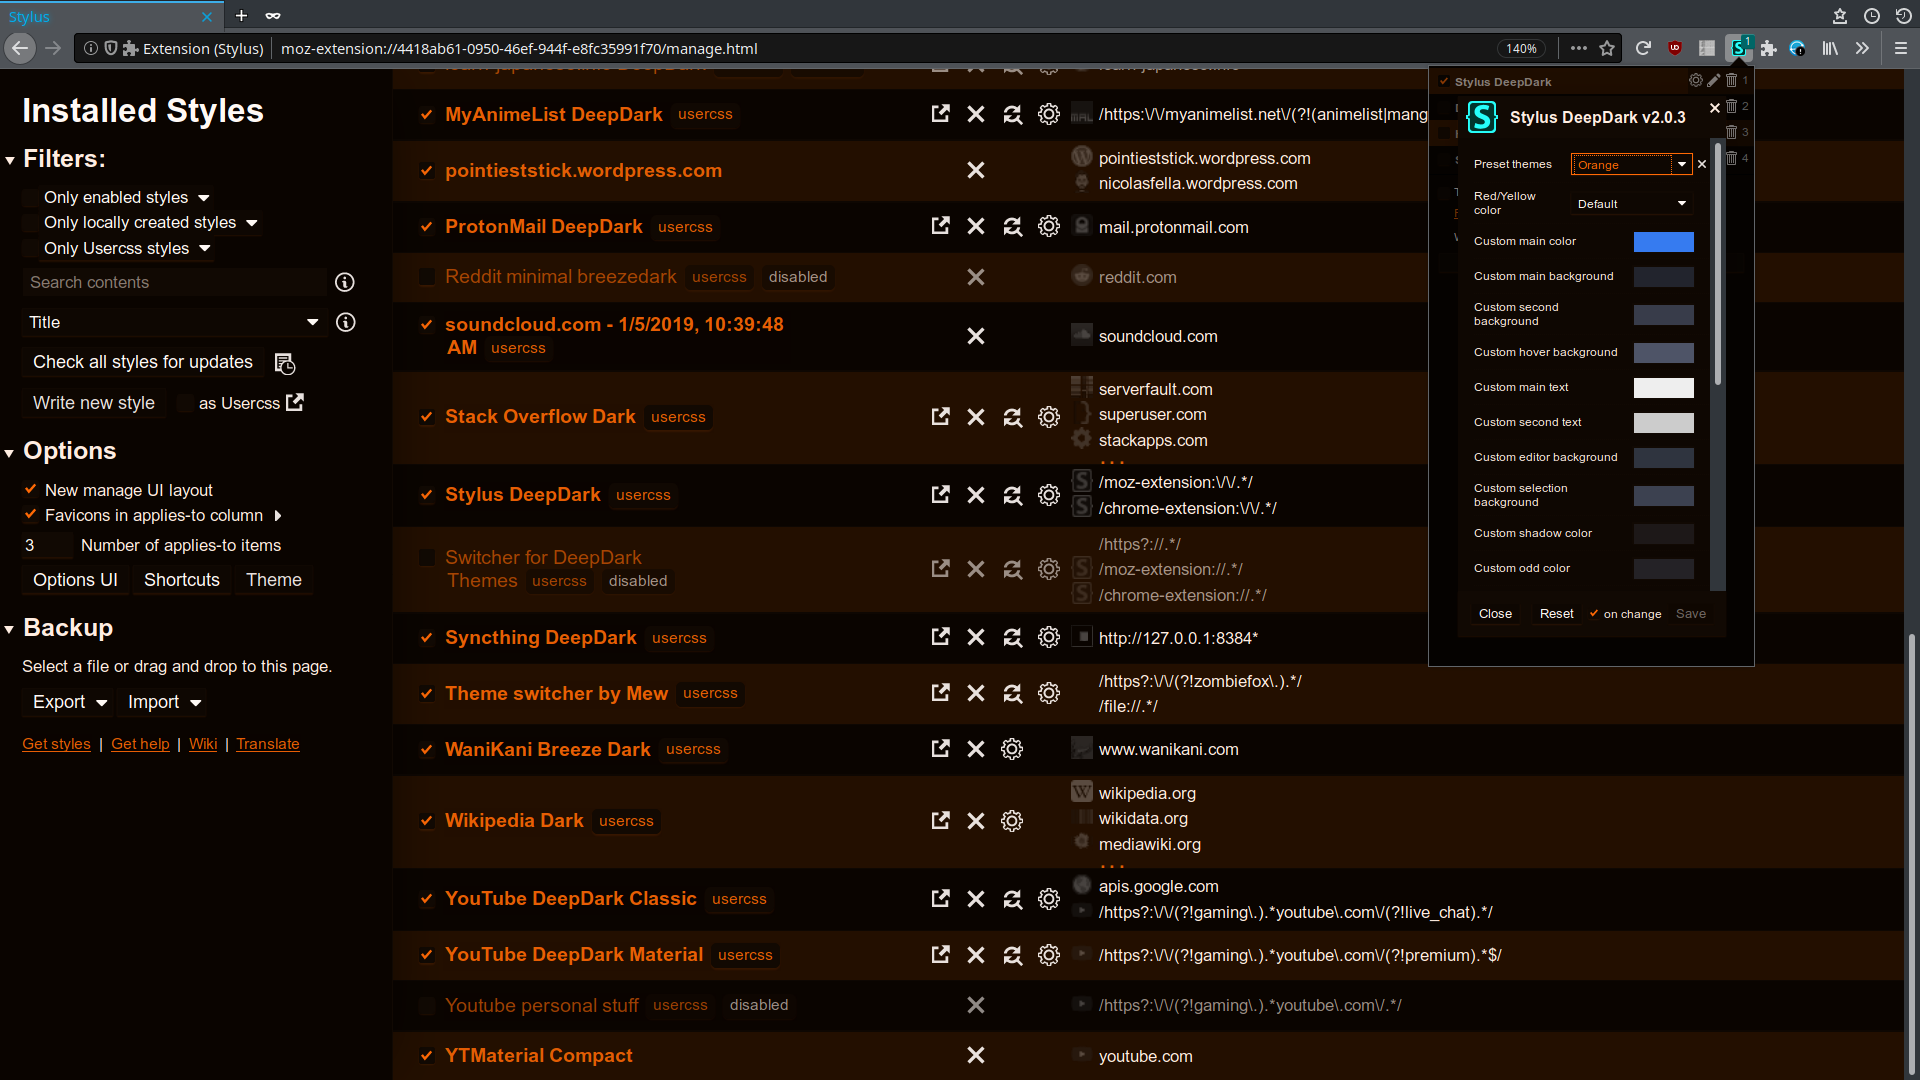 Stylus
Extension (Stylus)
moz-extension://4418ab61-0950-46ef-944f-e8fc35991f70/manage.html
140%
1
Installed Styles
Filters:
Only enabled styles
Only locally created styles
Only Usercss styles
Search contents
Title
Check all styles for updates
Write new style
as Usercss
Options
New manage UI layout
Favicons in applies-to column
3 Number of applies-to items
Options UI Shortcuts Theme
Backup
Select a file or drag and drop to this page.
Export Import
Get styles | Get help | Wiki | Translate
MyAnimeList DeepDark usercss
/https:\/\/myanimelist.net\/(?!(animelist|mang
pointieststick.wordpress.com
pointieststick.wordpress.com
nicolasfella.wordpress.com
ProtonMail DeepDark usercss
mail.protonmail.com
Reddit minimal breezedark usercss disabled
reddit.com
soundcloud.com - 1/5/2019, 10:39:48
AM usercss
soundcloud.com
Stack Overflow Dark usercss
serverfault.com
superuser.com
stackapps.com
...
Stylus DeepDark usercss
/moz-extension:\/\/.*/
/chrome-extension:\/\/.*/
Switcher for DeepDark
Themes usercss disabled
/https?://.*/
/moz-extension://.*/
/chrome-extension://.*/
Syncthing DeepDark usercss
http://127.0.0.1:8384*
Theme switcher by Mew usercss
/https?:\/\/(?!zombiefox\.).*/
/file://.*/
WaniKani Breeze Dark usercss
www.wanikani.com
Wikipedia Dark usercss
wikipedia.org
wikidata.org
mediawiki.org
...
YouTube DeepDark Classic usercss
apis.google.com
/https?:\/\/(?!gaming\.).*youtube\.com\/(?!live_chat).*/
YouTube DeepDark Material usercss
/https?:\/\/(?!gaming\.).*youtube\.com\/(?!premium).*$/
Youtube personal stuff usercss disabled
/https?:\/\/(?!gaming\.).*youtube\.com\/.*/
YTMaterial Compact
youtube.com
Stylus DeepDark
1
2
3
4
Stylus DeepDark v2.0.3
Preset themes Orange
Red/Yellow
color
Default
Custom main color
Custom main background
Custom second
background
Custom hover background
Custom main text
Custom second text
Custom editor background
Custom selection
background
Custom shadow color
Custom odd color
Close Reset on change Save